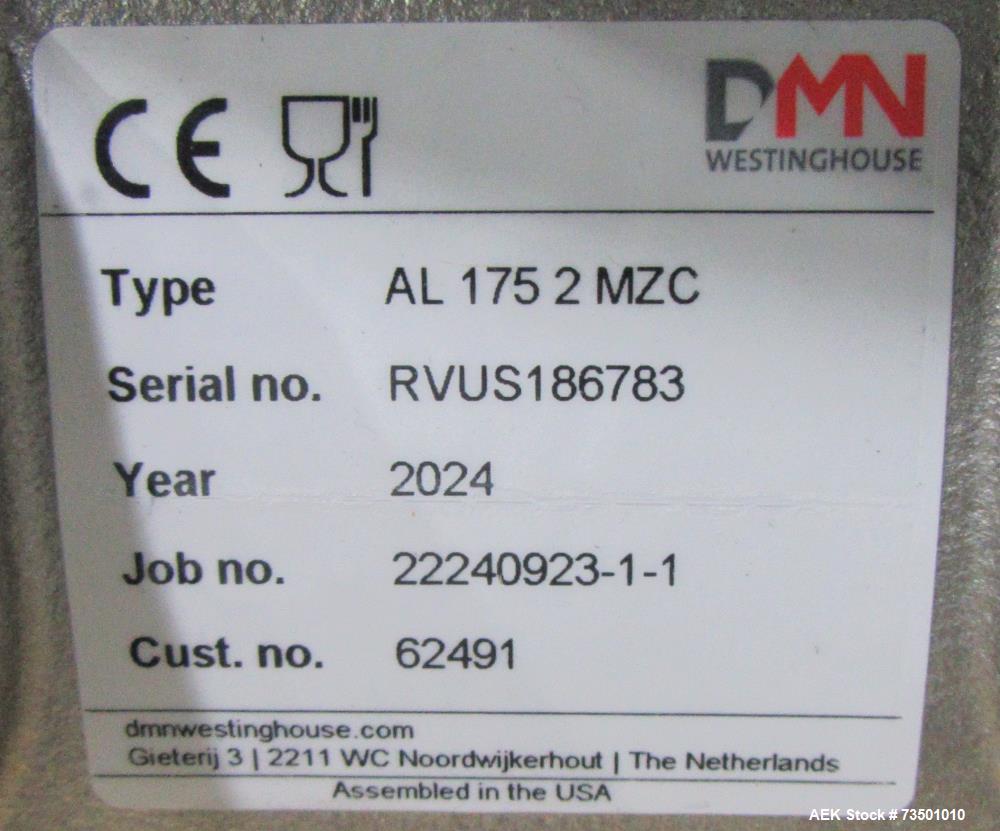 CE
DMN
WESTINGHOUSE
Type AL 175 2 MZC
Serial no. RVUS186783
Year 2024
Job no. 22240923-1-1
Cust. no. 62491
dmnwestinghouse.com
Gieterij 3 | 2211 WC Noordwijkerhout | The Netherlands
Assembled in the USA
AEK Stock # 73501010